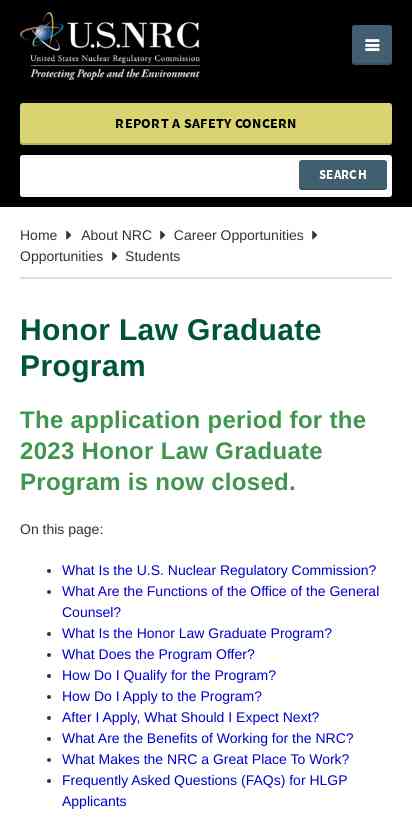 U.S.NRC
United States Nuclear Regulatory Commission
Protecting People and the Environment
REPORT A SAFETY CONCERN
SEARCH
Home About NRC Career Opportunities
Opportunities Students
Honor Law Graduate
Program
The application period for the
2023 Honor Law Graduate
Program is now closed.
On this page:
• What Is the U.S. Nuclear Regulatory Commission?
• What Are the Functions of the Office of the General
Counsel?
• What Is the Honor Law Graduate Program?
• What Does the Program Offer?
• How Do I Qualify for the Program?
• How Do I Apply to the Program?
• After I Apply, What Should I Expect Next?
• What Are the Benefits of Working for the NRC?
• What Makes the NRC a Great Place To Work?
• Frequently Asked Questions (FAQs) for HLGP
Applicants